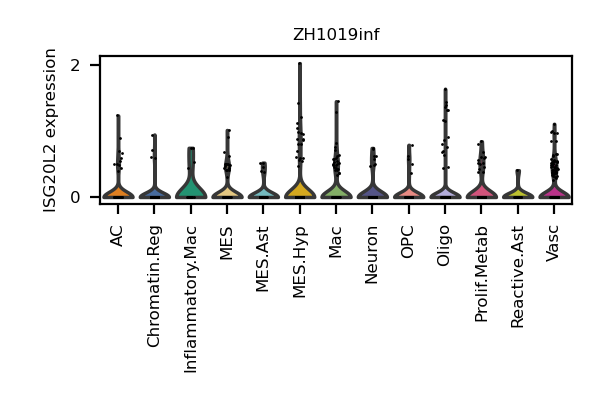 ZH1019inf
ISG20L2 expression
2
0
AC
Chromatin.Reg
Inflammatory.Mac
MES
MES.Ast
MES.Hyp
Mac
Neuron
OPC
Oligo
Prolif.Metab
Reactive.Ast
Vasc